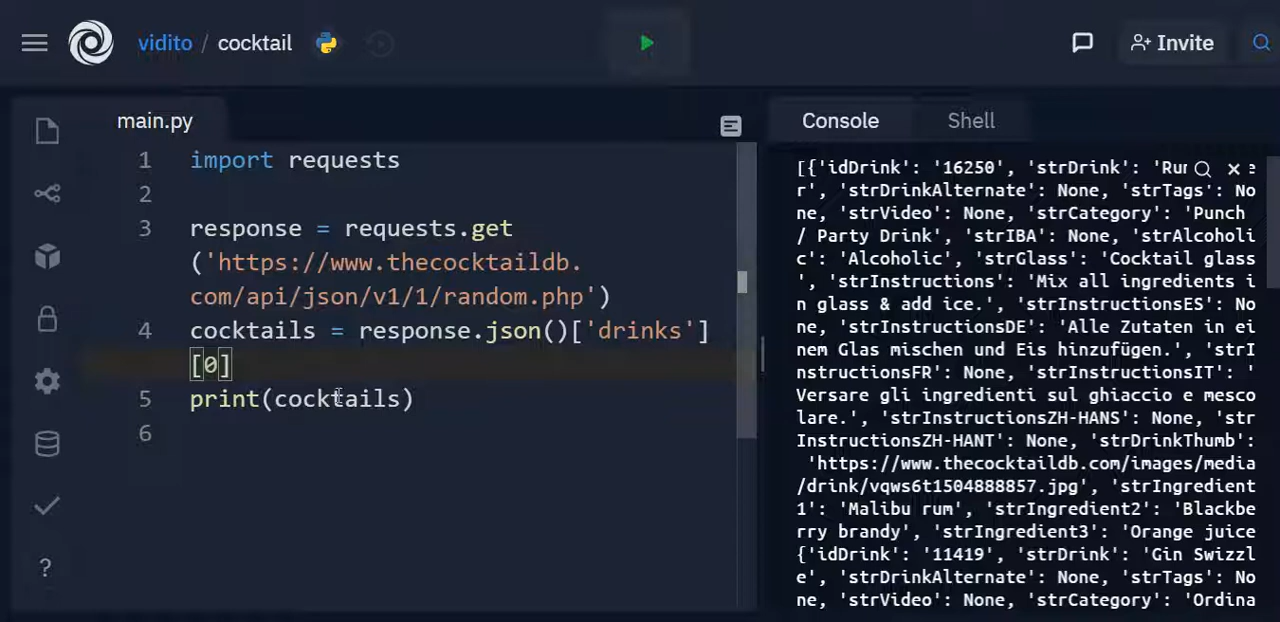 vidito / cocktail
Invite
main.py
Console
Shell
1 import requests
2
3 response = requests.get
('https://www.thecocktaildb.
com/api/json/v1/1/random.php')
4 cocktails = response.json()['drinks']
[0]
5 print(cocktails)
6
[{'idDrink': '16250', 'strDrink': 'Rum
r', 'strDrinkAlternate': None, 'strTags': No
ne, 'strVideo': None, 'strCategory': 'Punch
/ Party Drink', 'strIBA': None, 'strAlcoholi
c': 'Alcoholic', 'strGlass': 'Cocktail glass
', 'strInstructions': 'Mix all ingredients i
n glass & add ice.', 'strInstructionsES': No
ne, 'strInstructionsDE': 'Alle Zutaten in ei
nem Glas mischen und Eis hinzufügen.', 'strI
nstructionsFR': None, 'strInstructionsIT': '
Versare gli ingredienti sul ghiaccio e mesco
lare.', 'strInstructionsZH-HANS': None, 'str
InstructionsZH-HANT': None, 'strDrinkThumb':
'https://www.thecocktaildb.com/images/media
/drink/vqws6t1504888857.jpg', 'strIngredient
1': 'Malibu rum', 'strIngredient2': 'Blackbe
rry brandy', 'strIngredient3': 'Orange juice
{'idDrink': '11419', 'strDrink': 'Gin Swizzl
e', 'strDrinkAlternate': None, 'strTags': No
ne, 'strVideo': None, 'strCategory': 'Ordina